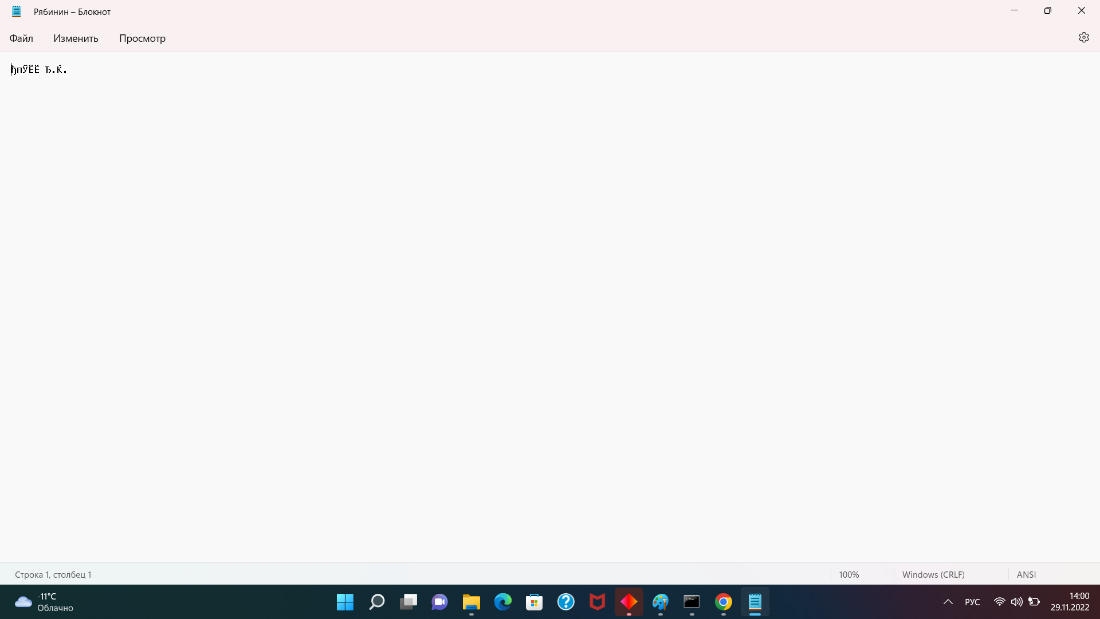 Рябинин – Блокнот
Файл Изменить Просмотр
ђпЎЁЁ Ђ.Ќ.
Строка 1, столбец 1 100% Windows (CRLF) ANSI
-11°C
Облачно
РУС
14:00
29.11.2022